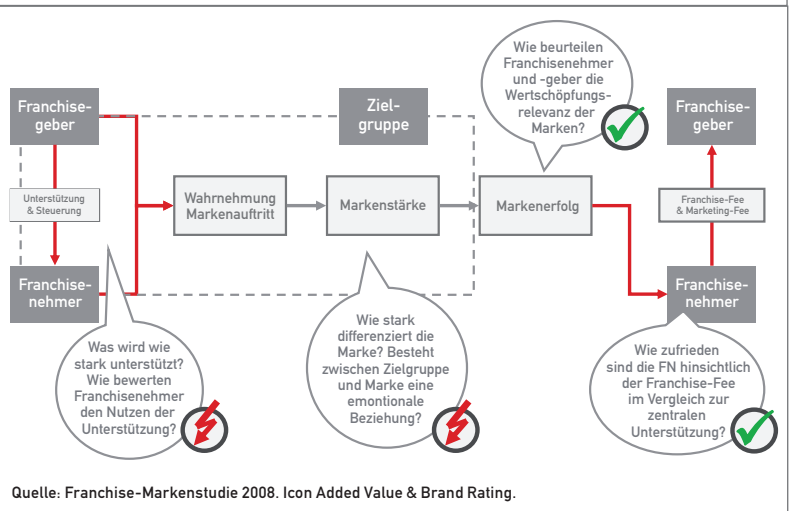 Wie beurteilen
Franchisenehmer
und -geber die
Wertschöpfungs-
relevanz der
Marken?
Franchise-
geber
Ziel-
gruppe
Franchise-
geber
Unterstützung
& Steuerung
Wahrnehmung
Markenauftritt
Markenstärke
Markenerfolg
Franchise-Fee
& Marketing-Fee
Franchise-
nehmer
Franchise-
nehmer
Was wird wie
stark unterstützt?
Wie bewerten
Franchisenehmer
den Nutzen der
Unterstützung?
Wie stark
differenziert die
Marke? Besteht
zwischen Zielgruppe
und Marke eine
emontionale
Beziehung?
Wie zufrieden
sind die FN hinsichtlich
der Franchise-Fee
im Vergleich zur
zentralen
Unterstützung?
Quelle: Franchise-Markenstudie 2008. Icon Added Value & Brand Rating.